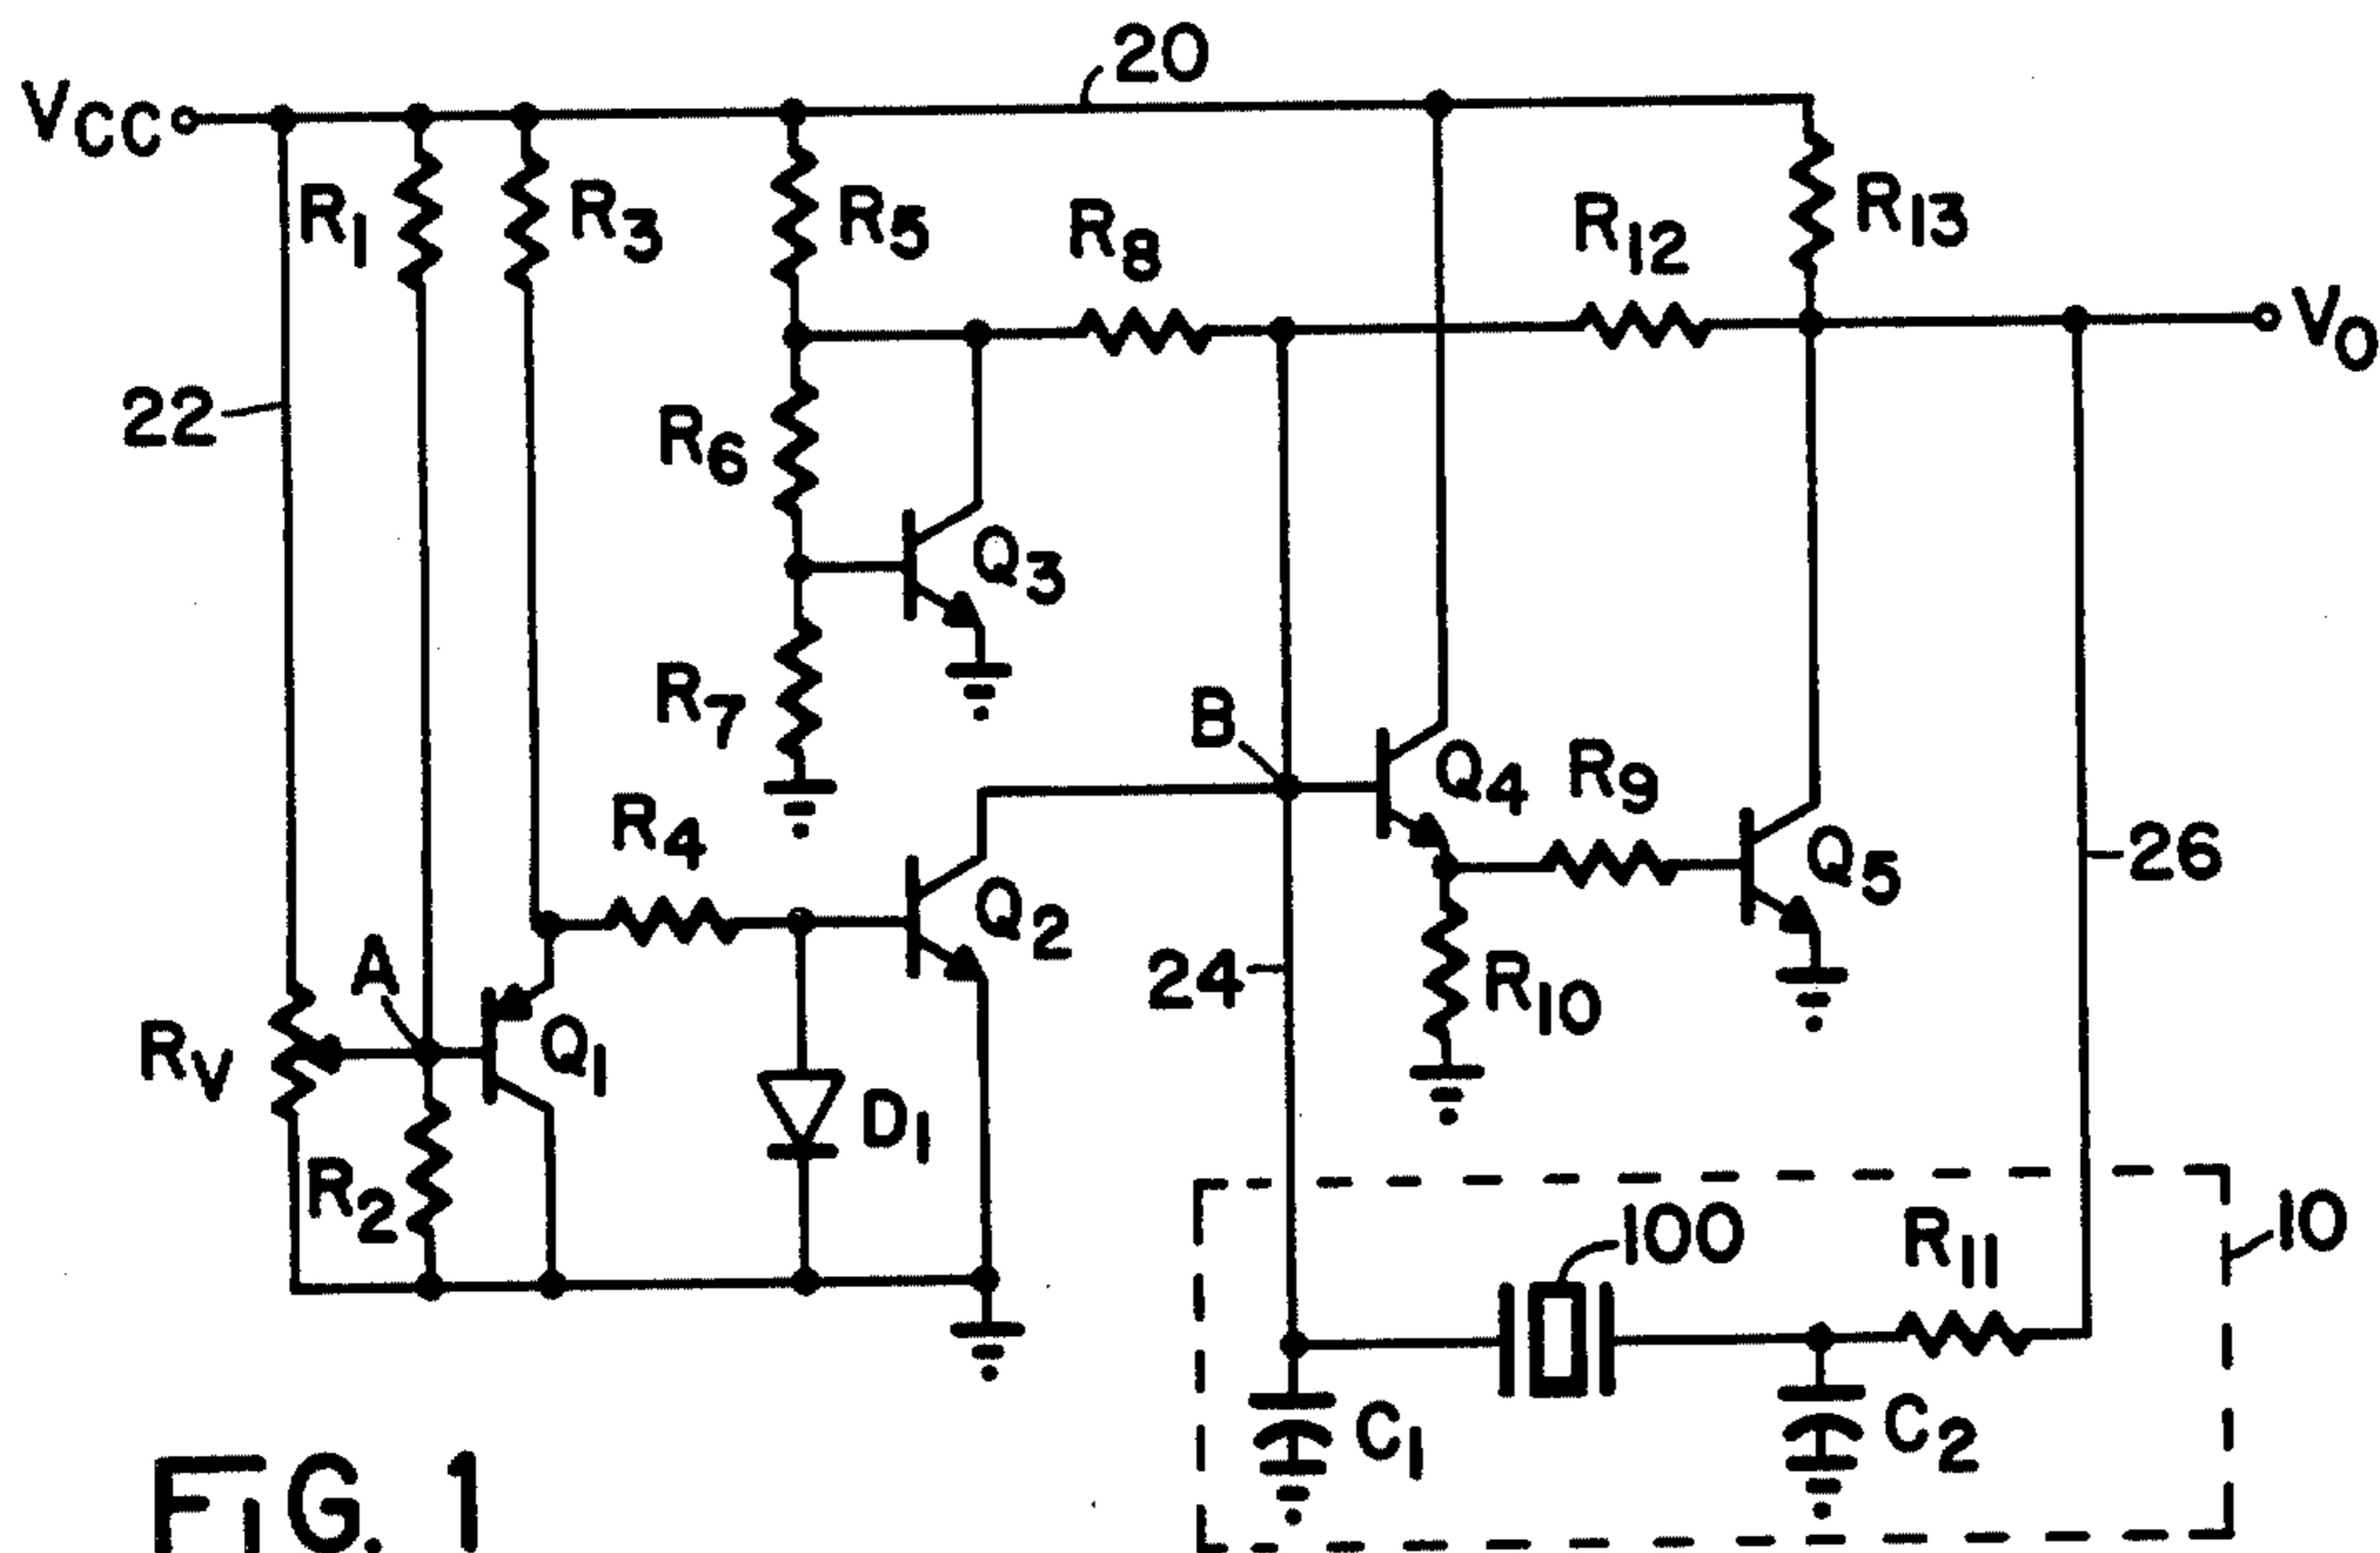 20
VCC
R1
R3
R5
R8
R12
R13
VO
22
R6
Q3
R7
B
Q4
R9
R4
Q5
26
Q2
A
24
R10
RV
Q1
D1
R2
100
R11
10
C1
C2
FIG. 1